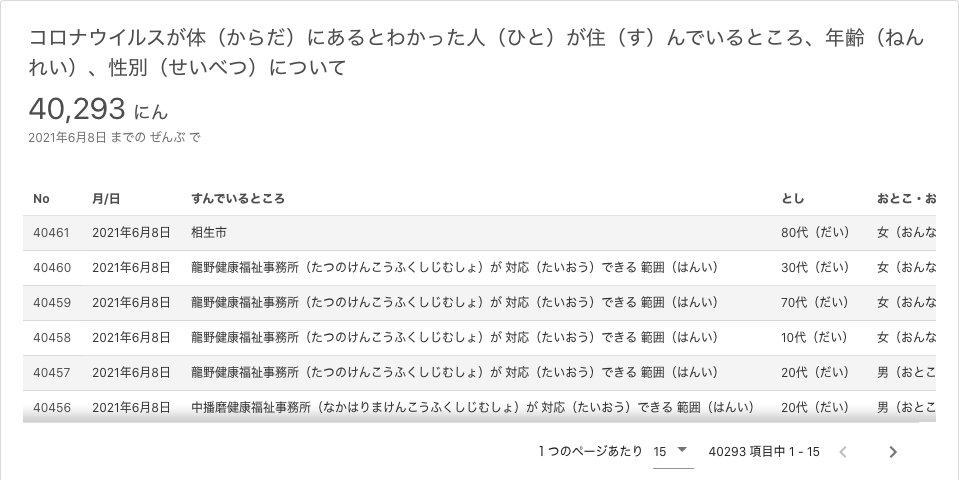 コロナウイルスが体（からだ）にあるとわかった人（ひと）が住（す）んでいるところ、年齢（ねん
れい）、性別（せいべつ）について
40,293 にん
2021年6月8日 までの ぜんぶ で
No 月/日 すんでいるところ とし おとこ・お
40461 2021年6月8日 相生市 80代（だい） 女（おんな
40460 2021年6月8日 龍野健康福祉事務所（たつのけんこうふくしじむしょ）が 対応（たいおう）できる 範囲（はんい） 30代（だい） 女（おんな
40459 2021年6月8日 龍野健康福祉事務所（たつのけんこうふくしじむしょ）が 対応（たいおう）できる 範囲（はんい） 70代（だい） 女（おんな
40458 2021年6月8日 龍野健康福祉事務所（たつのけんこうふくしじむしょ）が 対応（たいおう）できる 範囲（はんい） 10代（だい） 女（おんな
40457 2021年6月8日 龍野健康福祉事務所（たつのけんこうふくしじむしょ）が 対応（たいおう）できる 範囲（はんい） 20代（だい） 男（おとこ
40456 2021年6月8日 中播磨健康福祉事務所（なかはりまけんこうふくしじむしょ）が 対応（たいおう）できる 範囲（はんい） 20代（だい） 男（おとこ
1 つのページあたり 15 40293 項目中 1 - 15